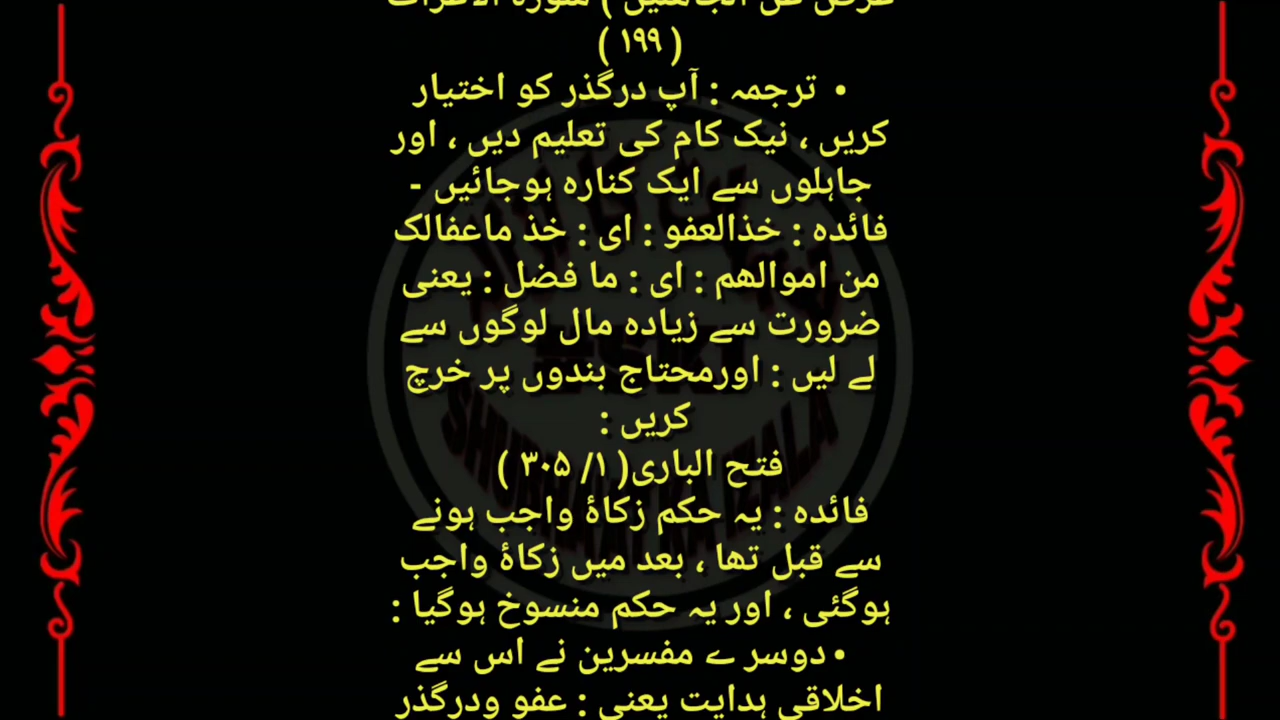 ( ۱۹۹ )
• ترجمہ : آپ درگذر کو اختیار
کریں ، نیک کام کی تعلیم دیں ، اور
جاہلوں سے ایک کنارہ ہوجائیں -
فائدہ : خذالعفو : ای : خذ ماعفالک
من اموالھم : ای : ما فضل : یعنی
ضرورت سے زیادہ مال لوگوں سے
لے لیں : اورمحتاج بندوں پر خرچ
کریں :
فتح الباری( ۱/ ۳۰۵ )
فائدہ : یہ حکم زکاۂ واجب ہونے
سے قبل تھا ، بعد میں زکاۂ واجب
ہوگئی ، اور یہ حکم منسوخ ہوگیا :
• دوسر ے مفسرین نے اس سے
اخلاقی ہدایت یعنی : عفو ودرگذر